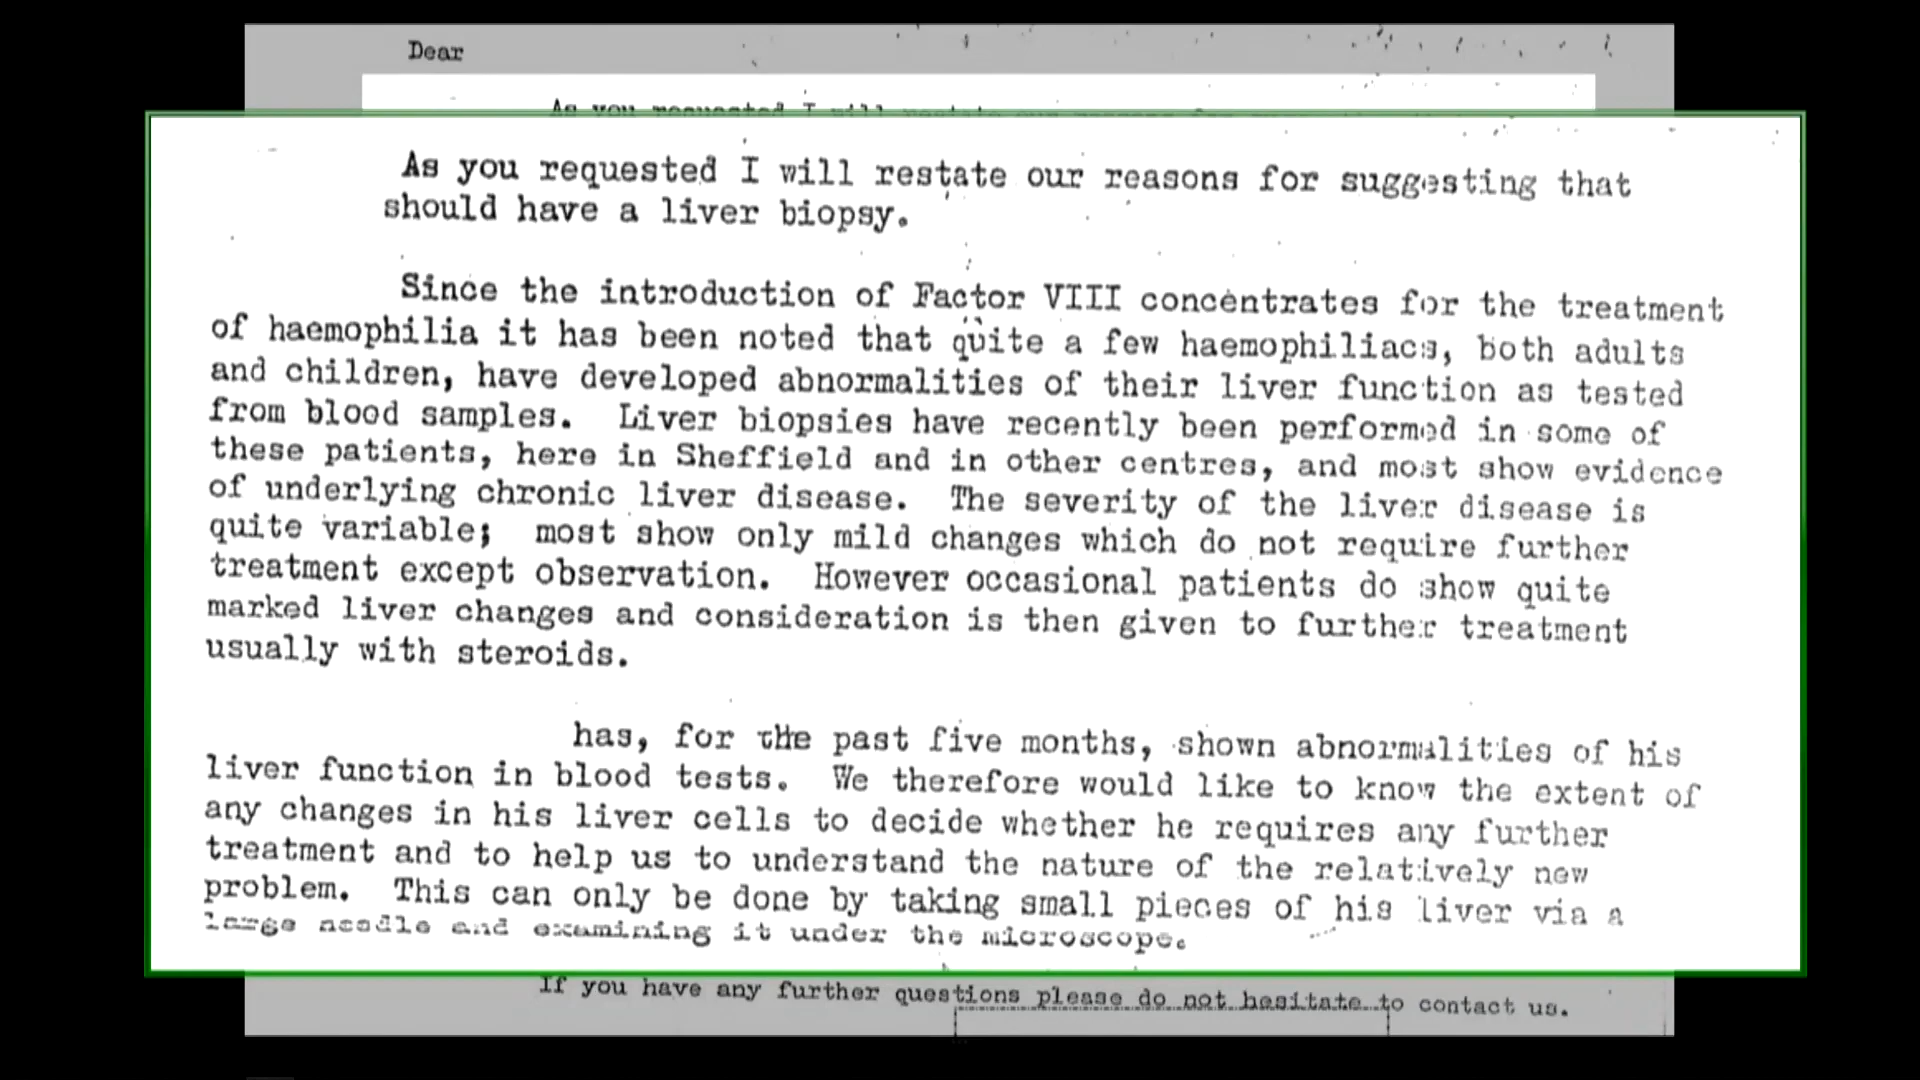 Dear
As you requested I will restate our reasons for suggesting that
should have a liver biopsy.
Since the introduction of Factor VIII concentrates for the treatment
of haemophilia it has been noted that quite a few haemophiliacs, both adults
and children, have developed abnormalities of their liver function as tested
from blood samples. Liver biopsies have recently been performed in some of
these patients, here in Sheffield and in other centres, and most show evidence
of underlying chronic liver disease. The severity of the liver disease is
quite variable; most show only mild changes which do not require further
treatment except observation. However occasional patients do show quite
marked liver changes and consideration is then given to further treatment
usually with steroids.
has, for the past five months, shown abnormalities of his
liver function in blood tests. We therefore would like to know the extent of
any changes in his liver cells to decide whether he requires any further
treatment and to help us to understand the nature of the relatively new
problem. This can only be done by taking small pieces of his liver via a
large needle and examining it under the microscope.
If you have any further questions please do not hesitate to contact us.